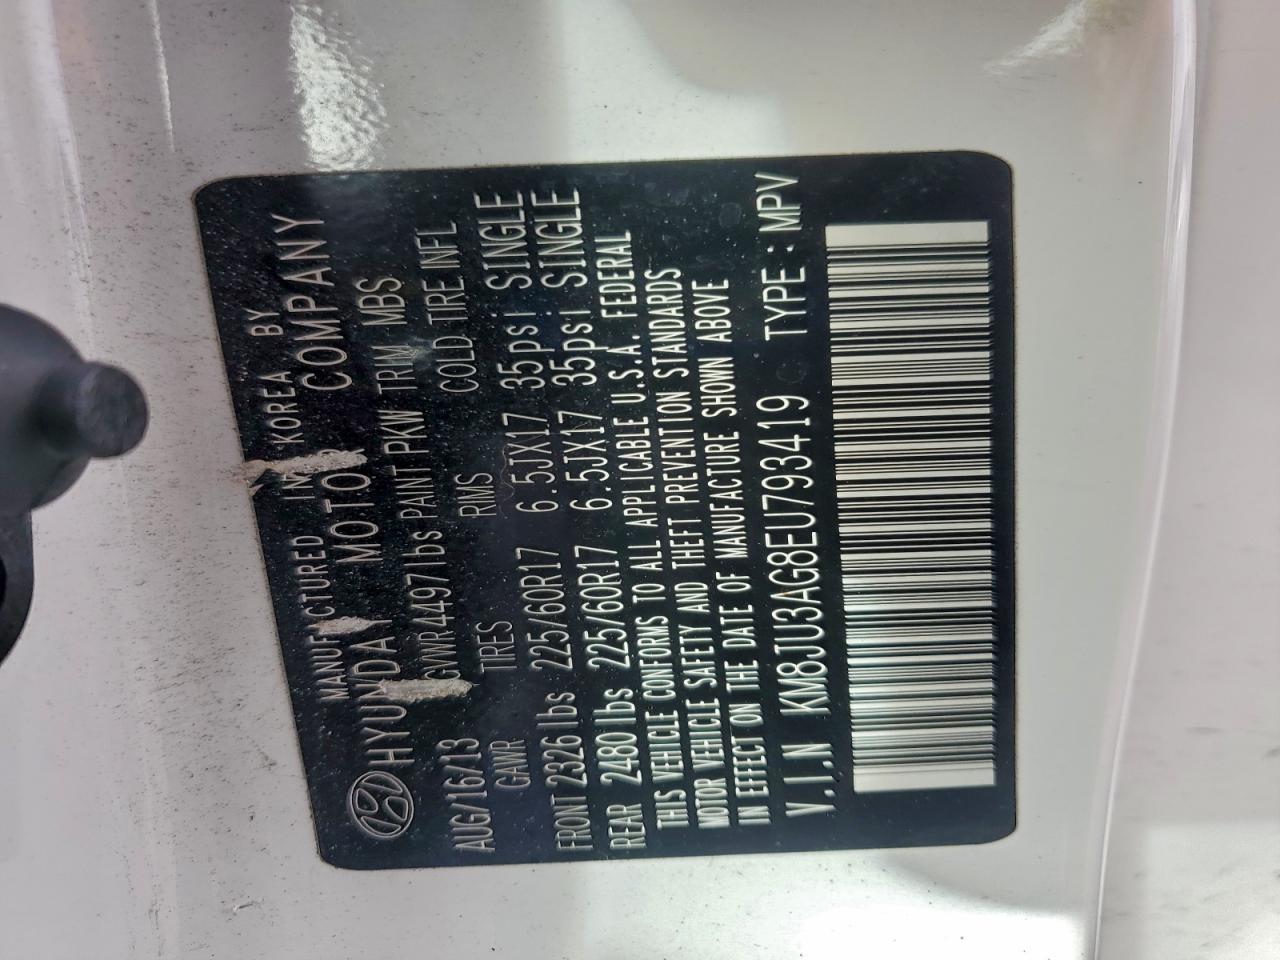 MANUFACTURED IN KOREA BY
HYUNDAI MOTOR COMPANY
AUG/16/13 GVWR 4497lbs PAINT PKW TRIM MBS
GAWR TIRES RIMS COLD TIRE INFL
FRONT 2326 lbs 225/60R17 6.5JX17 35psi SINGLE
REAR 2480 lbs 225/60R17 6.5JX17 35psi SINGLE
THIS VEHICLE CONFORMS TO ALL APPLICABLE U.S.A. FEDERAL
MOTOR VEHICLE SAFETY AND THEFT PREVENTION STANDARDS
IN EFFECT ON THE DATE OF MANUFACTURE SHOWN ABOVE
V.I.N KM8JU3AG8EU793419 TYPE : MPV